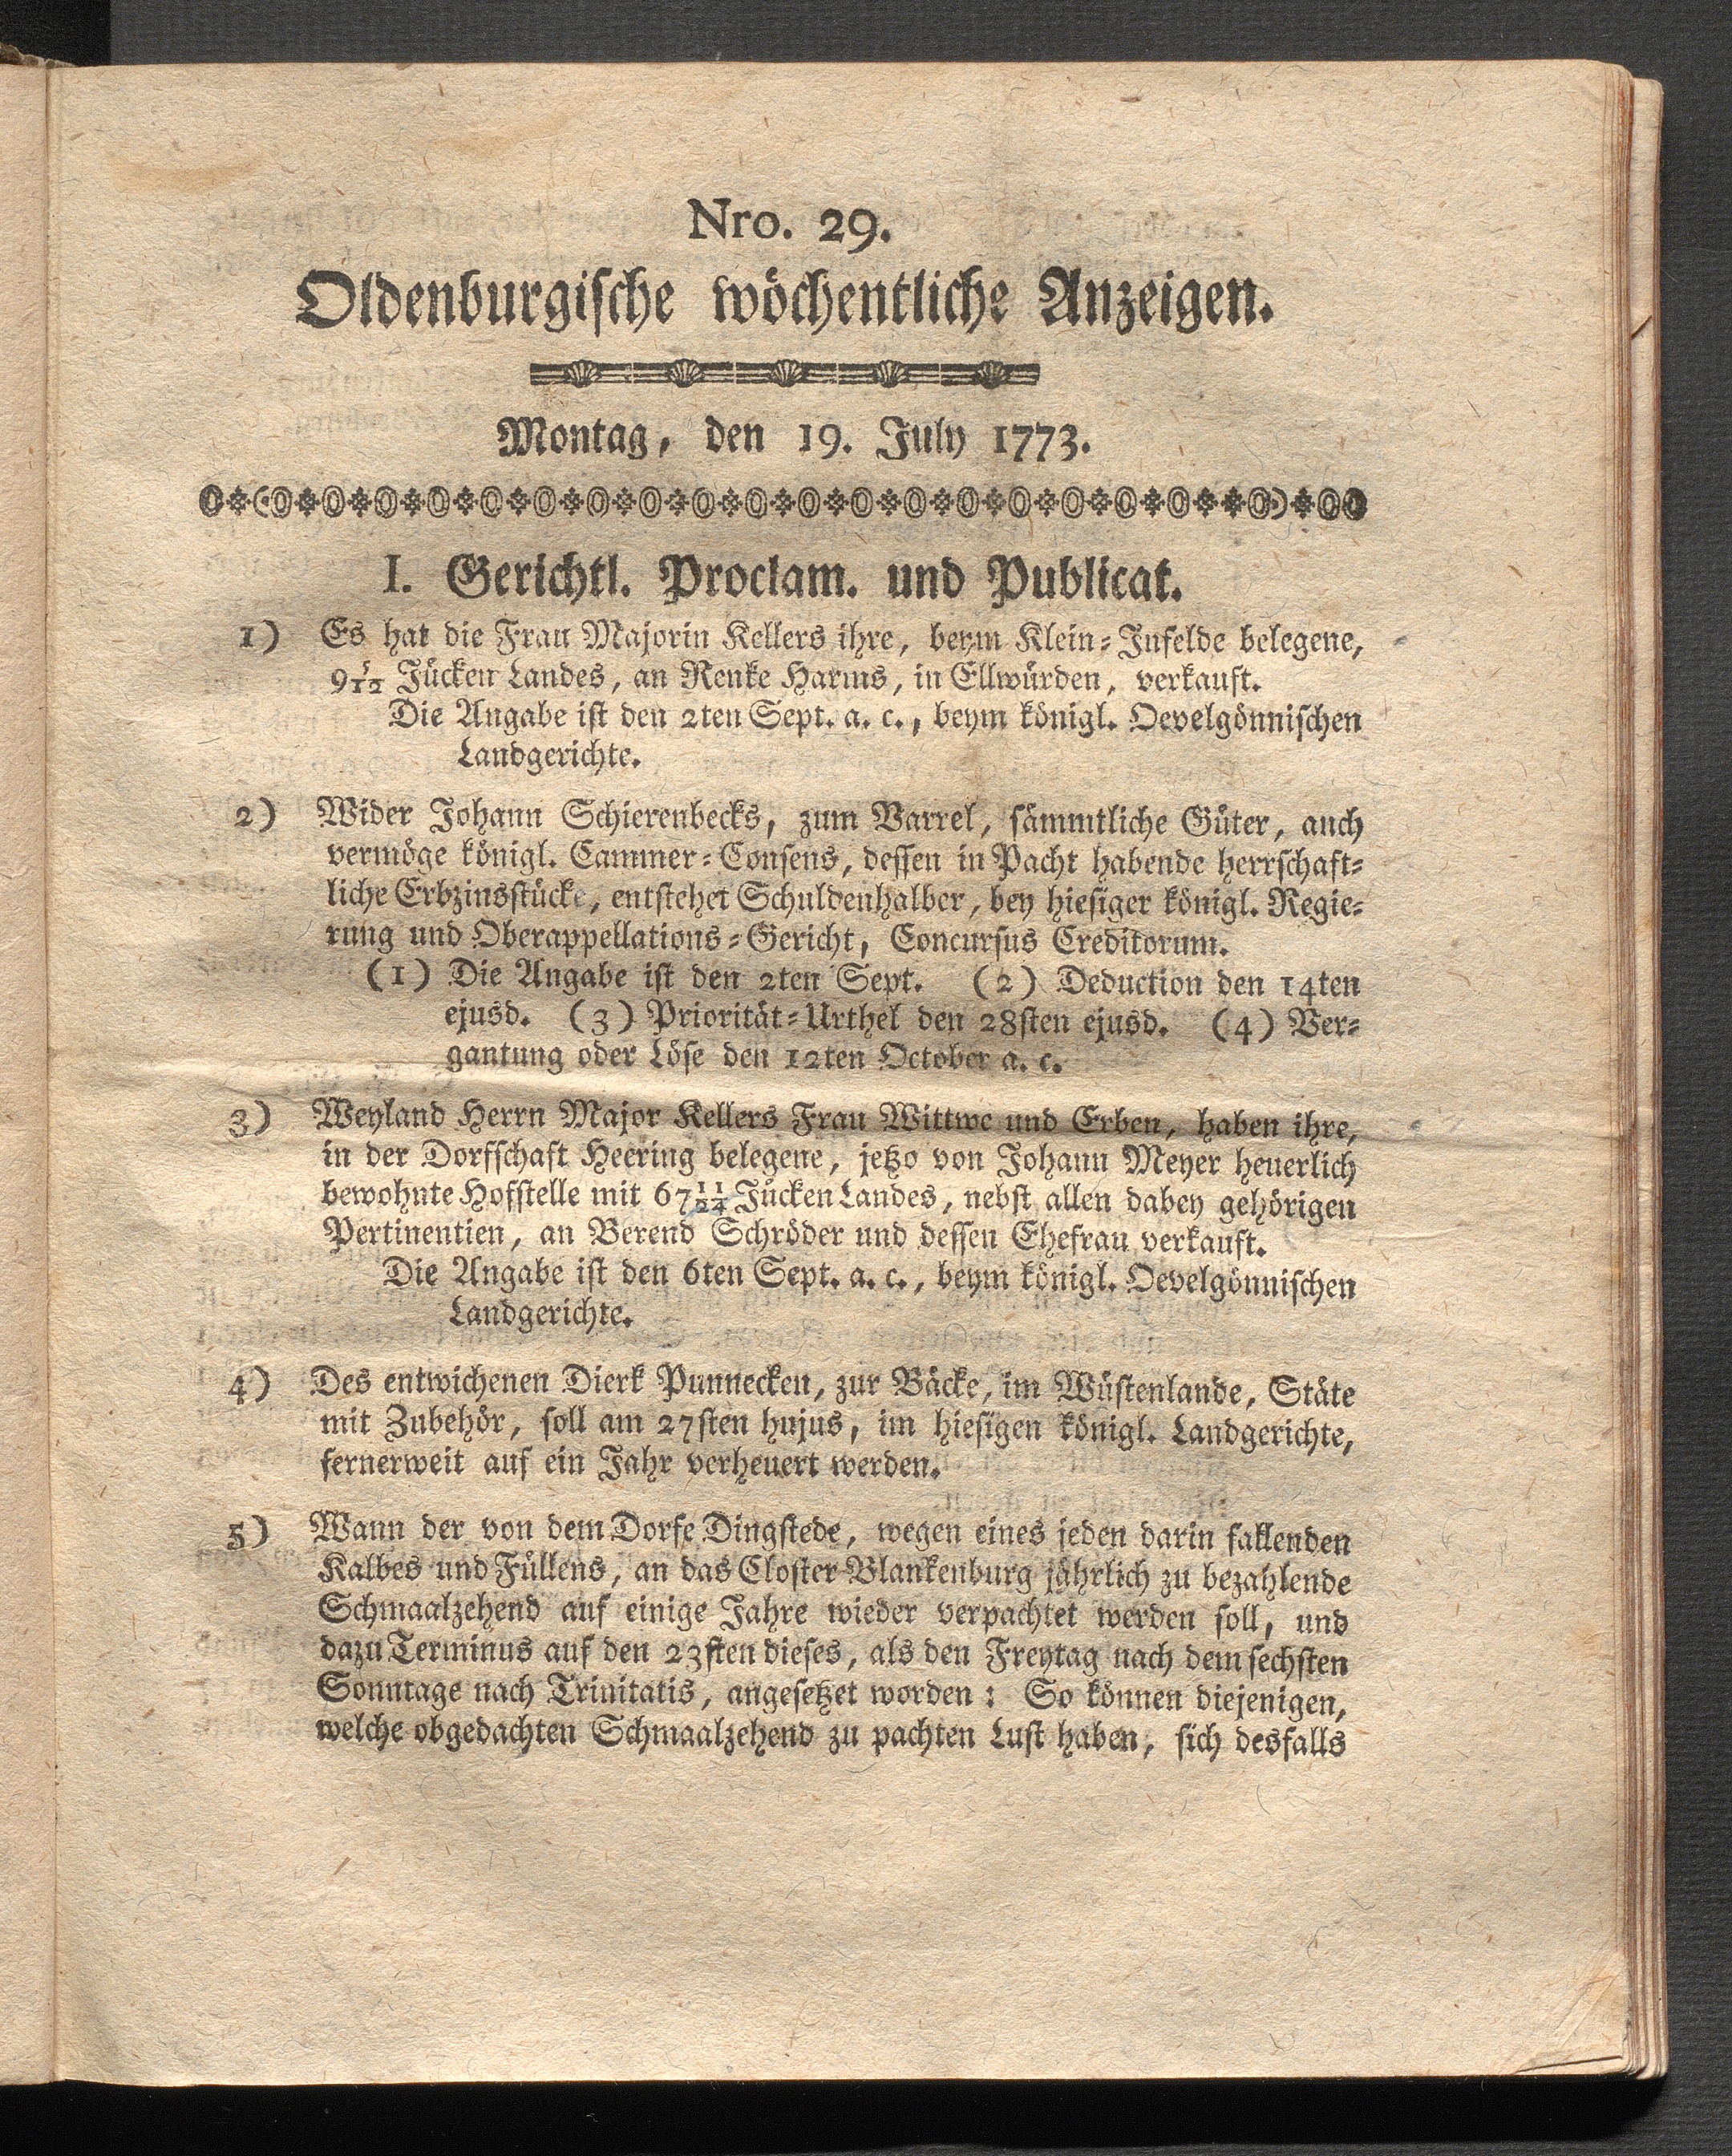 Nro. 29.
Oldenburgische wöchentliche Anzeigen.
Montag, den 19. July 1773.
I. Gerichtl. Proclam. und Publicat.
1) Es hat die Frau Majorin Kellers ihre, beym Klein-Infelde belegene,
9 5/12 Jücken Landes, an Renke Harms, in Ellwürden, verkauft.
Die Angabe ist den 2ten Sept. a. c., beym königl. Oevelgönnischen
Landgerichte.
2) Wider Johann Schierenbecks, zum Varrel, sämmtliche Güter, auch
vermöge königl. Cammer-Consens, dessen in Pacht habende herrschaft-
liche Erbzinsstücke, entstehet Schuldenhalber, bey hiesiger königl. Regie-
rung und Oberappellations-Gericht, Concursus Creditorum.
(1) Die Angabe ist den 2ten Sept. (2) Deduction den 14ten
ejusd. (3) Priorität-Urthel den 28sten ejusd. (4) Ver-
gantung oder Löse den 12ten October a. c.
3) Weyland Herrn Major Kellers Frau Wittwe und Erben, haben ihre,
in der Dorfschaft Heering belegene, jetzo von Johann Meyer heuerlich
bewohnte Hofstelle mit 67 11/24 Jücken Landes, nebst allen dabey gehörigen
Pertinentien, an Berend Schröder und dessen Ehefrau verkauft.
Die Angabe ist den 6ten Sept. a. c., beym königl. Oevelgönnischen
Landgerichte.
4) Des entwichenen Dierk Punnecken, zur Bäcke, im Wüstenlande, Stäte
mit Zubehör, soll am 27sten hujus, im hiesigen königl. Landgerichte,
fernerweit auf ein Jahr verheuert werden.
5) Wann der von dem Dorfe Dingstede, wegen eines jeden darin fallenden
Kalbes und Füllens, an das Closter Blankenburg jährlich zu bezahlende
Schmaalzehend auf einige Jahre wieder verpachtet werden soll, und
dazu Terminus auf den 23sten dieses, als den Freytag nach dem sechsten
Sonntage nach Trinitatis, angesetzet worden: So können diejenigen,
welche obgedachten Schmaalzehend zu pachten Lust haben, sich desfalls